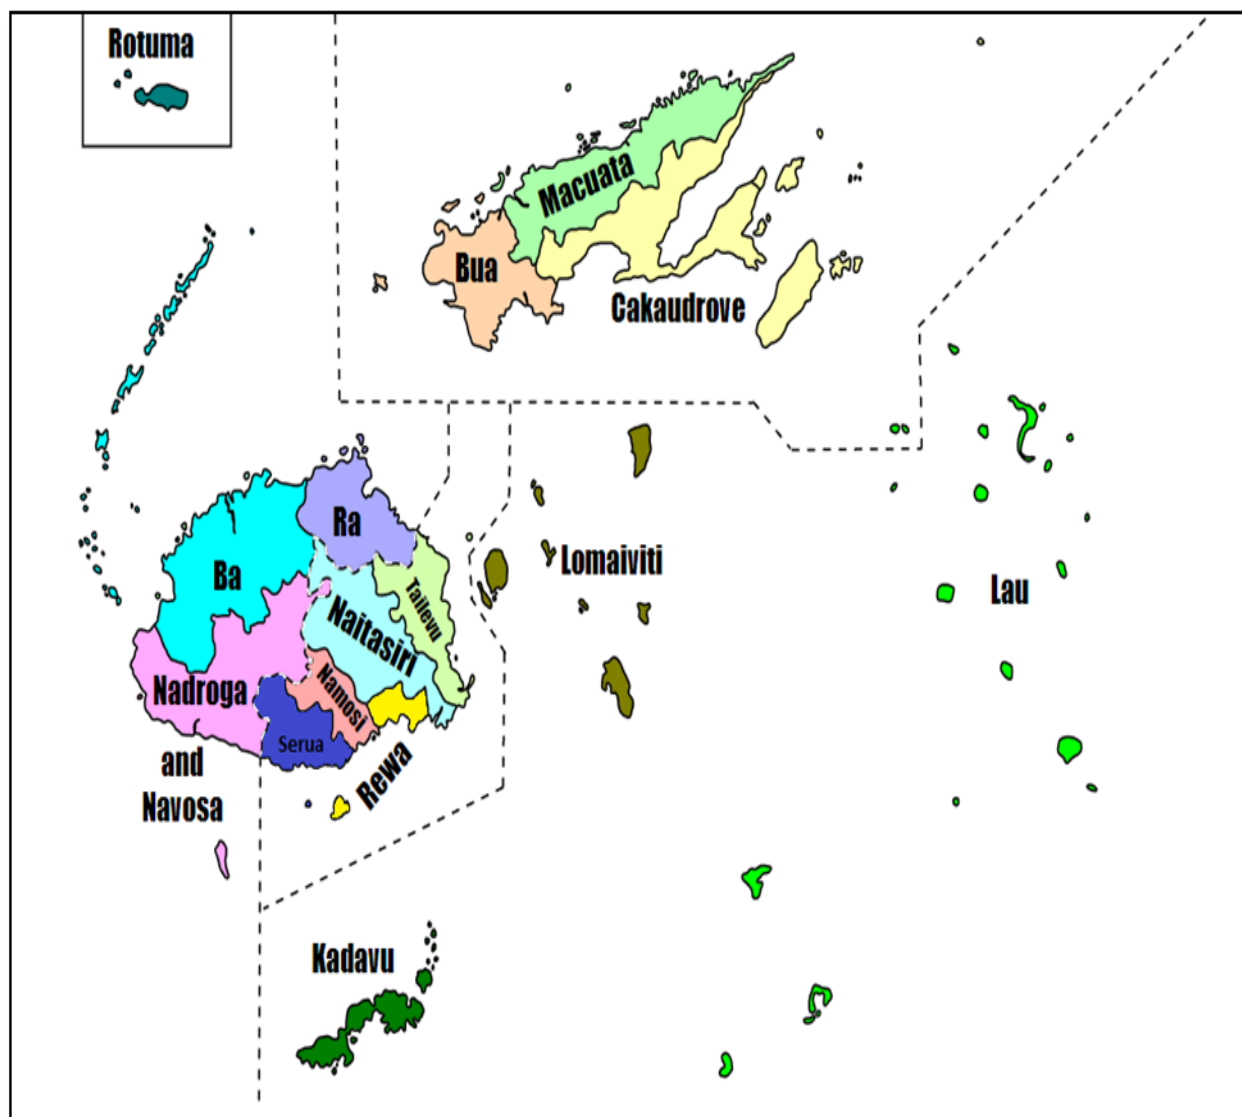 Rotuma
Macuata
Bua
Cakaudrove
Ra
Ba
Tailevu
Lomaiviti
Lau
Naitasiri
Nadroga
and
Navosa
Namosi
Serua
Rewa
Kadavu